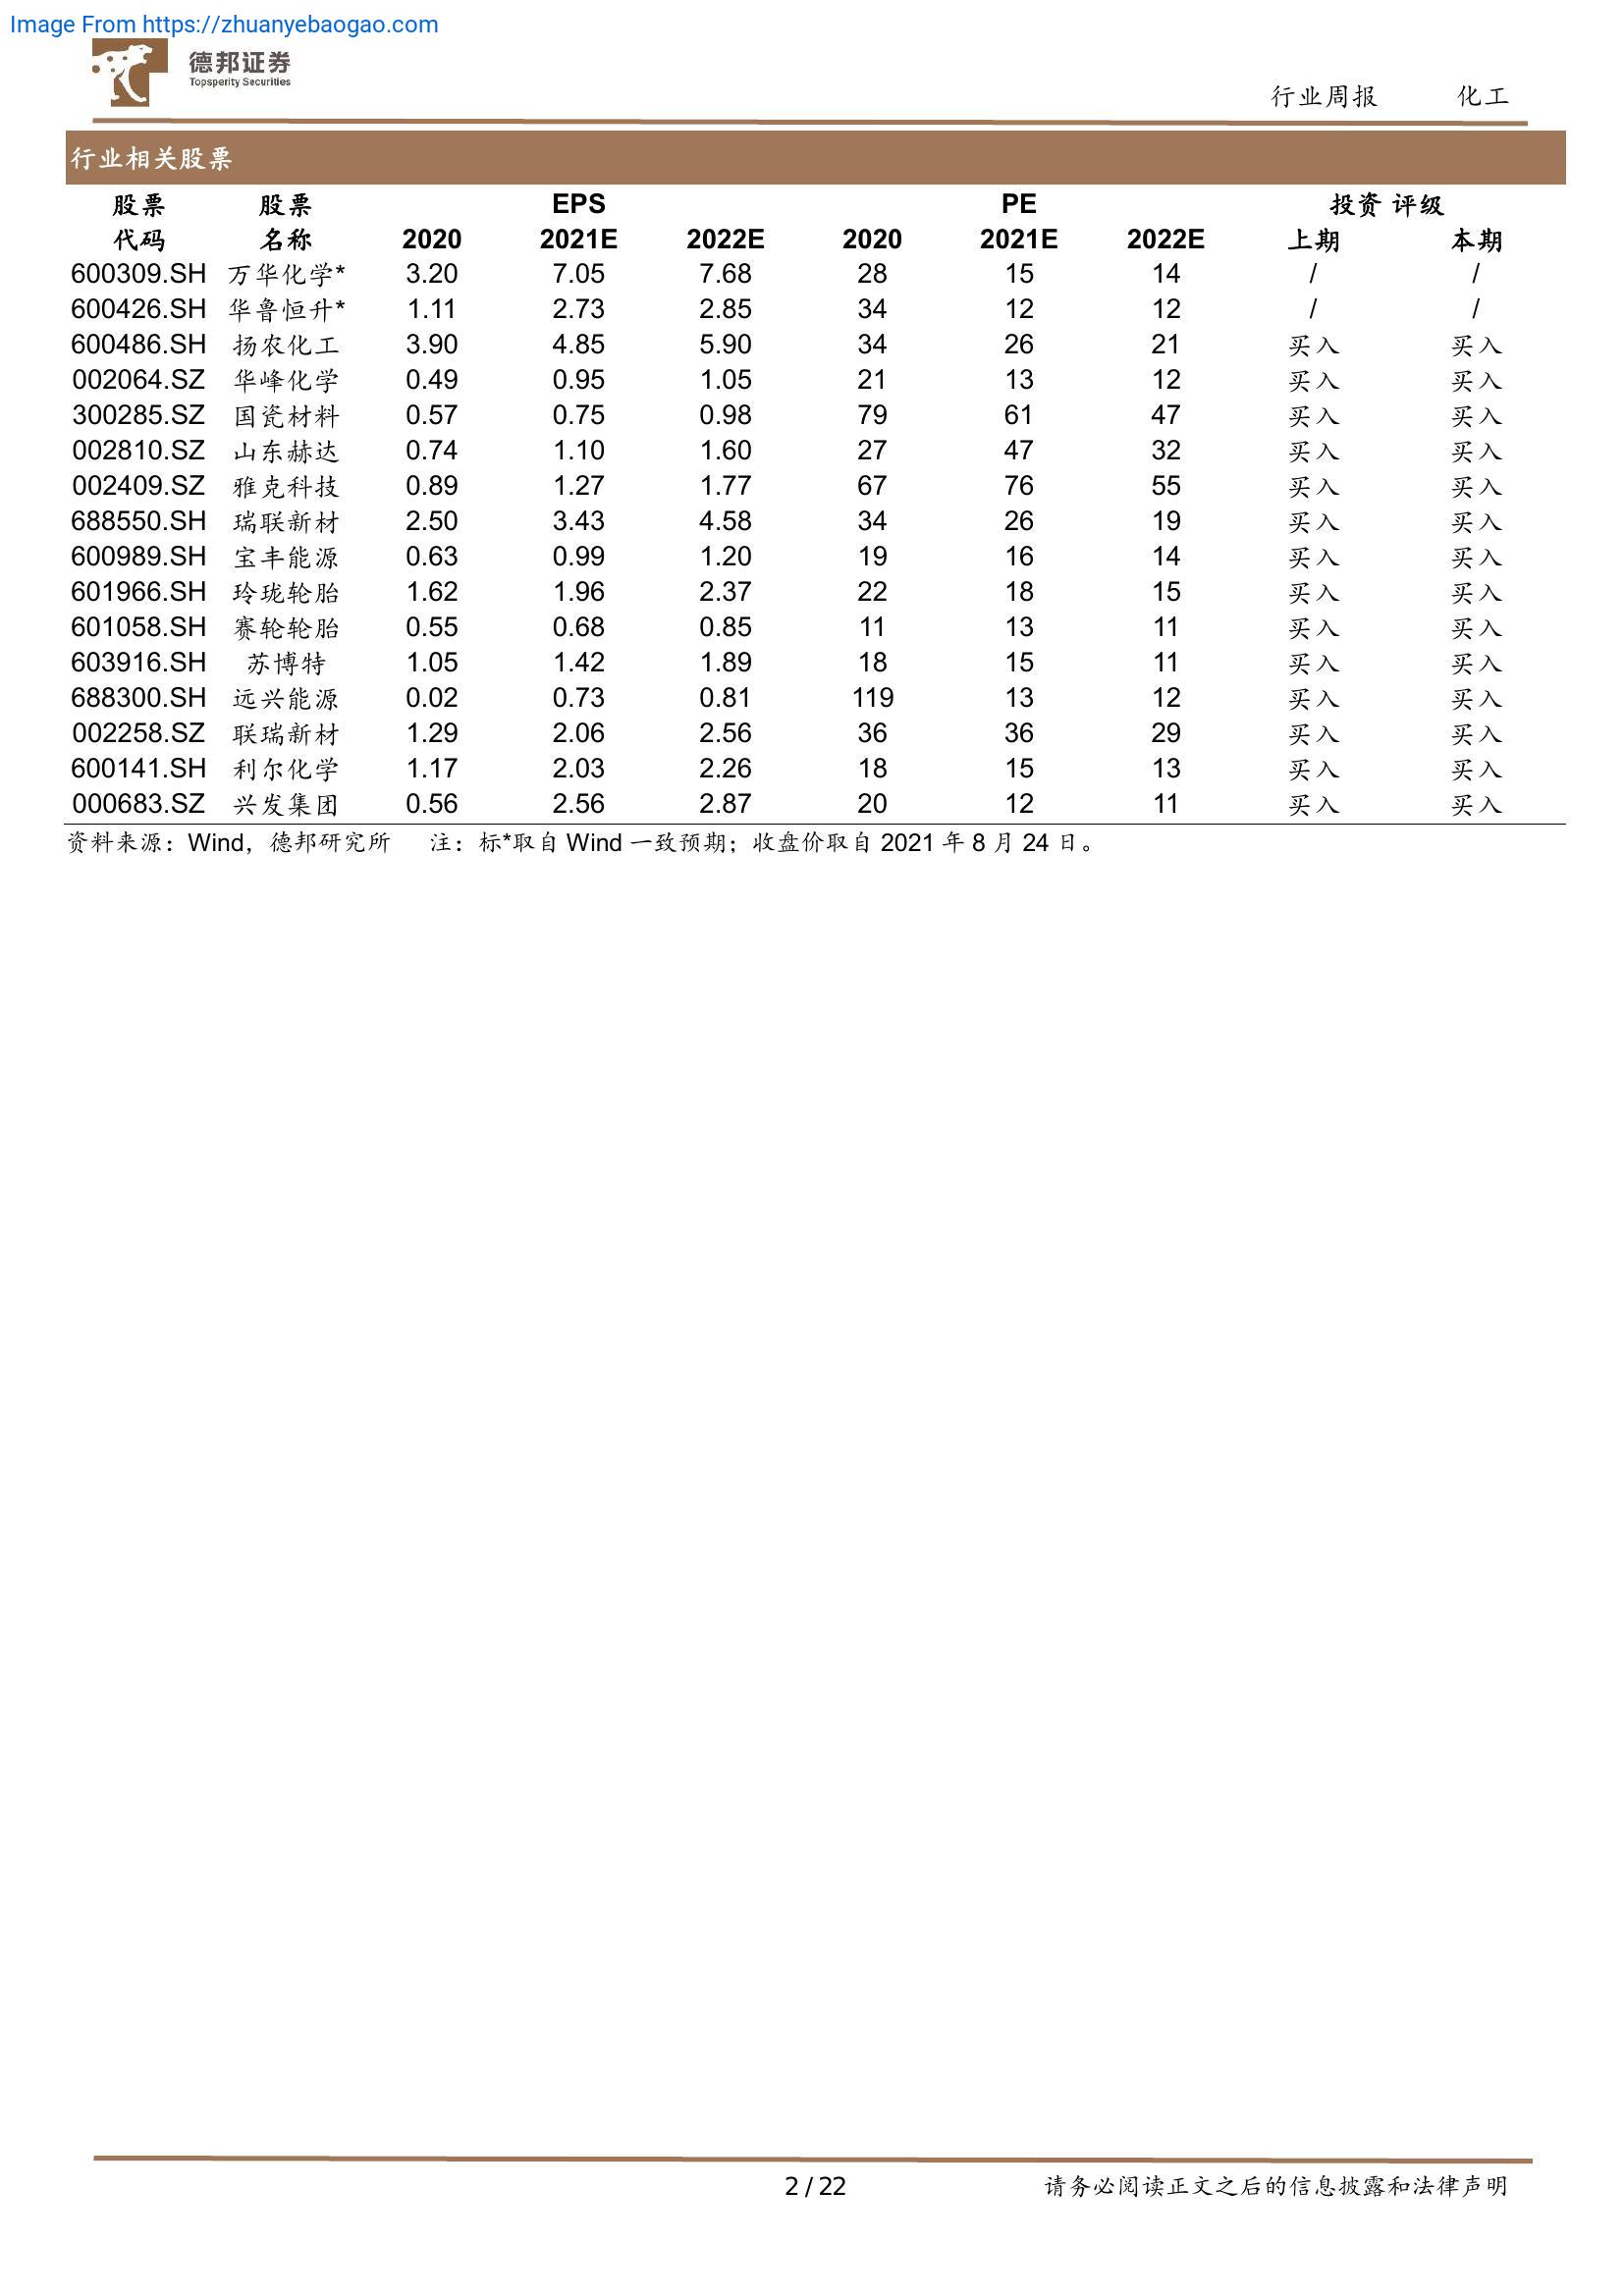 Image From https://zhuanyebaogao.com
德邦证券
Topsperity Securities
行业周报 化工
行业相关股票
股票 股票 EPS PE 投资 评级
代码 名称 2020 2021E 2022E 2020 2021E 2022E 上期 本期
600309.SH 万华化学* 3.20 7.05 7.68 28 15 14 / /
600426.SH 华鲁恒升* 1.11 2.73 2.85 34 12 12 / /
600486.SH 扬农化工 3.90 4.85 5.90 34 26 21 买入 买入
002064.SZ 华峰化学 0.49 0.95 1.05 21 13 12 买入 买入
300285.SZ 国瓷材料 0.57 0.75 0.98 79 61 47 买入 买入
002810.SZ 山东赫达 0.74 1.10 1.60 27 47 32 买入 买入
002409.SZ 雅克科技 0.89 1.27 1.77 67 76 55 买入 买入
688550.SH 瑞联新材 2.50 3.43 4.58 34 26 19 买入 买入
600989.SH 宝丰能源 0.63 0.99 1.20 19 16 14 买入 买入
601966.SH 玲珑轮胎 1.62 1.96 2.37 22 18 15 买入 买入
601058.SH 赛轮轮胎 0.55 0.68 0.85 11 13 11 买入 买入
603916.SH 苏博特 1.05 1.42 1.89 18 15 11 买入 买入
688300.SH 远兴能源 0.02 0.73 0.81 119 13 12 买入 买入
002258.SZ 联瑞新材 1.29 2.06 2.56 36 36 29 买入 买入
600141.SH 利尔化学 1.17 2.03 2.26 18 15 13 买入 买入
000683.SZ 兴发集团 0.56 2.56 2.87 20 12 11 买入 买入
资料来源：Wind，德邦研究所 注：标*取自 Wind 一致预期；收盘价取自 2021 年 8 月 24 日。
2 / 22 请务必阅读正文之后的信息披露和法律声明